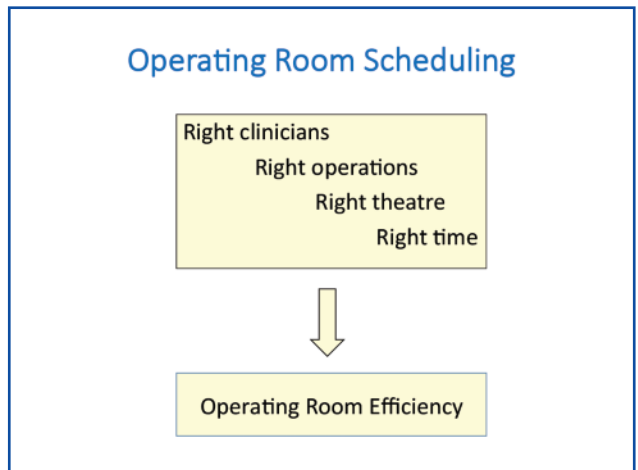 Operating Room Scheduling
Right clinicians
Right operations
Right theatre
Right time
Operating Room Efficiency